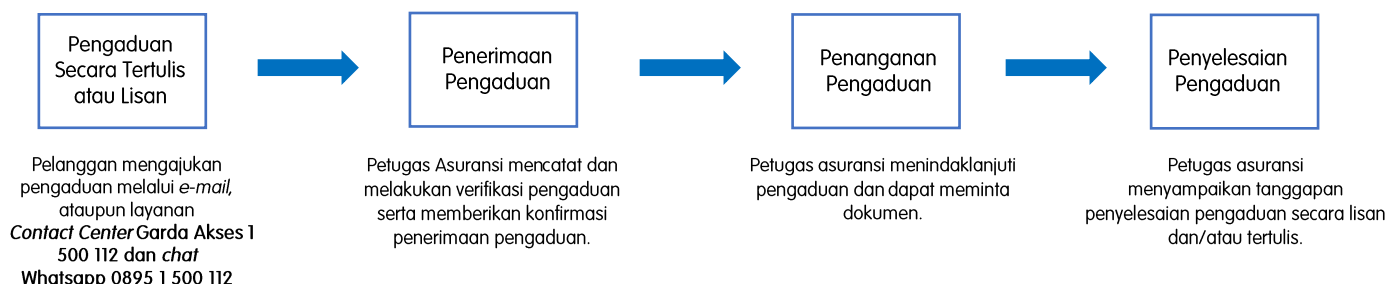 Pengaduan
Secara Tertulis
atau Lisan
Penerimaan
Pengaduan
Penanganan
Pengaduan
Penyelesaian
Pengaduan
Pelanggan mengajukan
pengaduan melalui e-mail,
ataupun layanan
Contact Center Garda Akses 1
500 112 dan chat
Whatsapp 0895 1 500 112
Petugas Asuransi mencatat dan
melakukan verifikasi pengaduan
serta memberikan konfirmasi
penerimaan pengaduan.
Petugas asuransi menindaklanjuti
pengaduan dan dapat meminta
dokumen.
Petugas asuransi
menyampaikan tanggapan
penyelesaian pengaduan secara lisan
dan/atau tertulis.